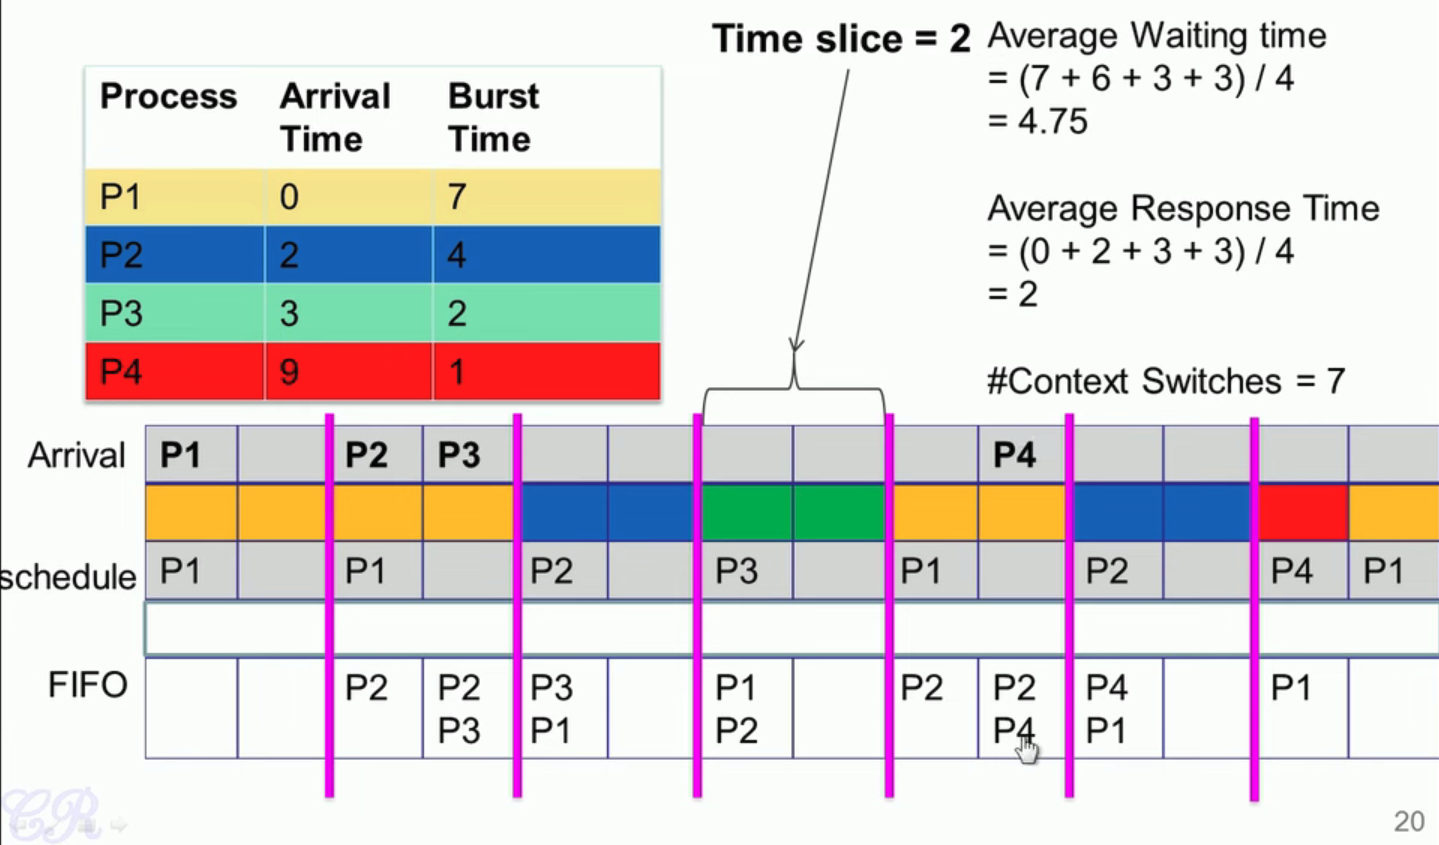 Time slice = 2
Average Waiting time
= (7 + 6 + 3 + 3) / 4
= 4.75
Average Response Time
= (0 + 2 + 3 + 3) / 4
= 2
#Context Switches = 7
Process Arrival Time Burst Time
P1 0 7
P2 2 4
P3 3 2
P4 9 1
Arrival P1 P2 P3 P4
schedule P1 P1 P2 P3 P1 P2 P4 P1
FIFO P2 P2 P3 P1 P2 P2 P4 P1
P3 P1 P2 P4 P1
CR
20